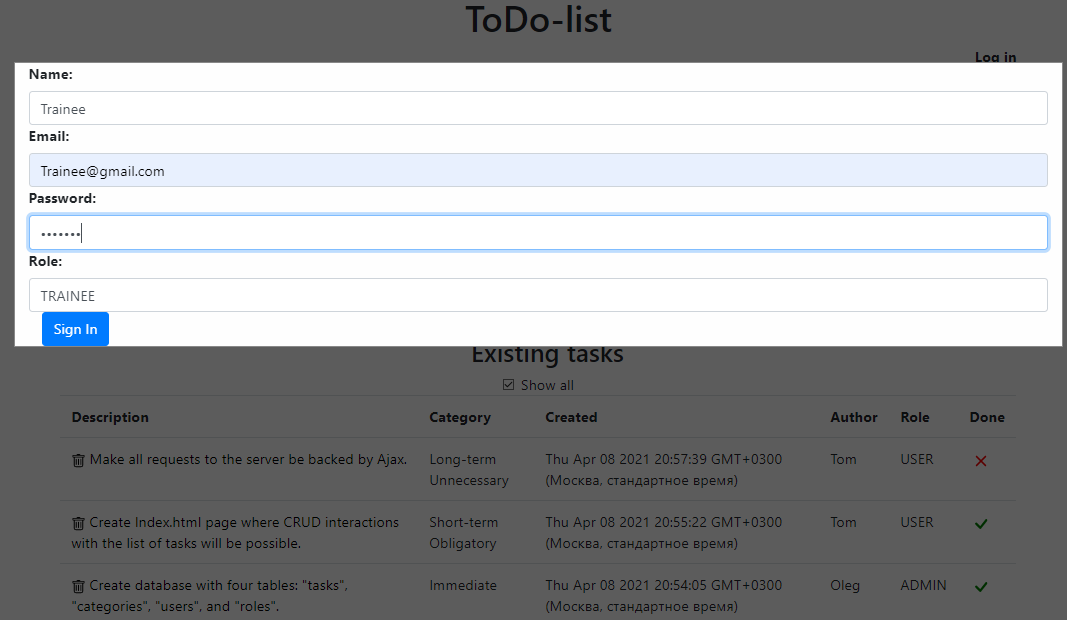 ToDo-list
Log in
Name:
Trainee
Email:
Trainee@gmail.com
Password:
•••••••
Role:
TRAINEE
Sign In
Existing tasks
Show all
Description Category Created Author Role Done
Make all requests to the server be backed by Ajax. Long-term Thu Apr 08 2021 20:57:39 GMT+0300 Tom USER
Unnecessary (Москва, стандартное время)
Create Index.html page where CRUD interactions Short-term Thu Apr 08 2021 20:55:22 GMT+0300 Tom USER
with the list of tasks will be possible. Obligatory (Москва, стандартное время)
Create database with four tables: "tasks", Immediate Thu Apr 08 2021 20:54:05 GMT+0300 Oleg ADMIN
"categories", "users", and "roles". (Москва, стандартное время)